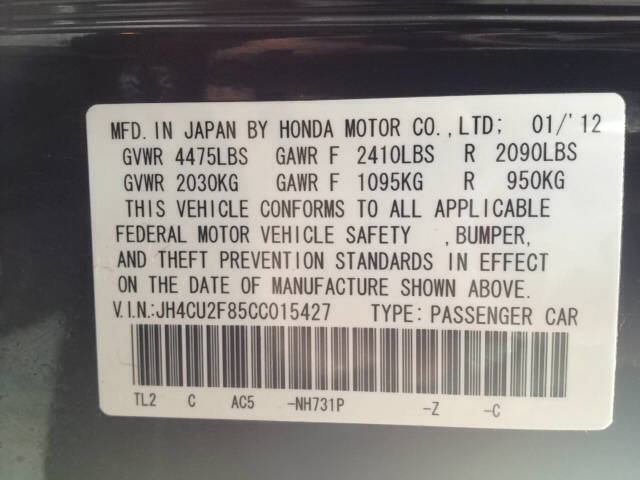 MFD. IN JAPAN BY HONDA MOTOR CO., LTD; 01/'12
GVWR 4475LBS GAWR F 2410LBS R 2090LBS
GVWR 2030KG GAWR F 1095KG R 950KG
THIS VEHICLE CONFORMS TO ALL APPLICABLE
FEDERAL MOTOR VEHICLE SAFETY , BUMPER,
AND THEFT PREVENTION STANDARDS IN EFFECT
ON THE DATE OF MANUFACTURE SHOWN ABOVE.
V.I.N.:JH4CU2F85CC015427 TYPE: PASSENGER CAR
TL2 C AC5 -NH731P -Z -C